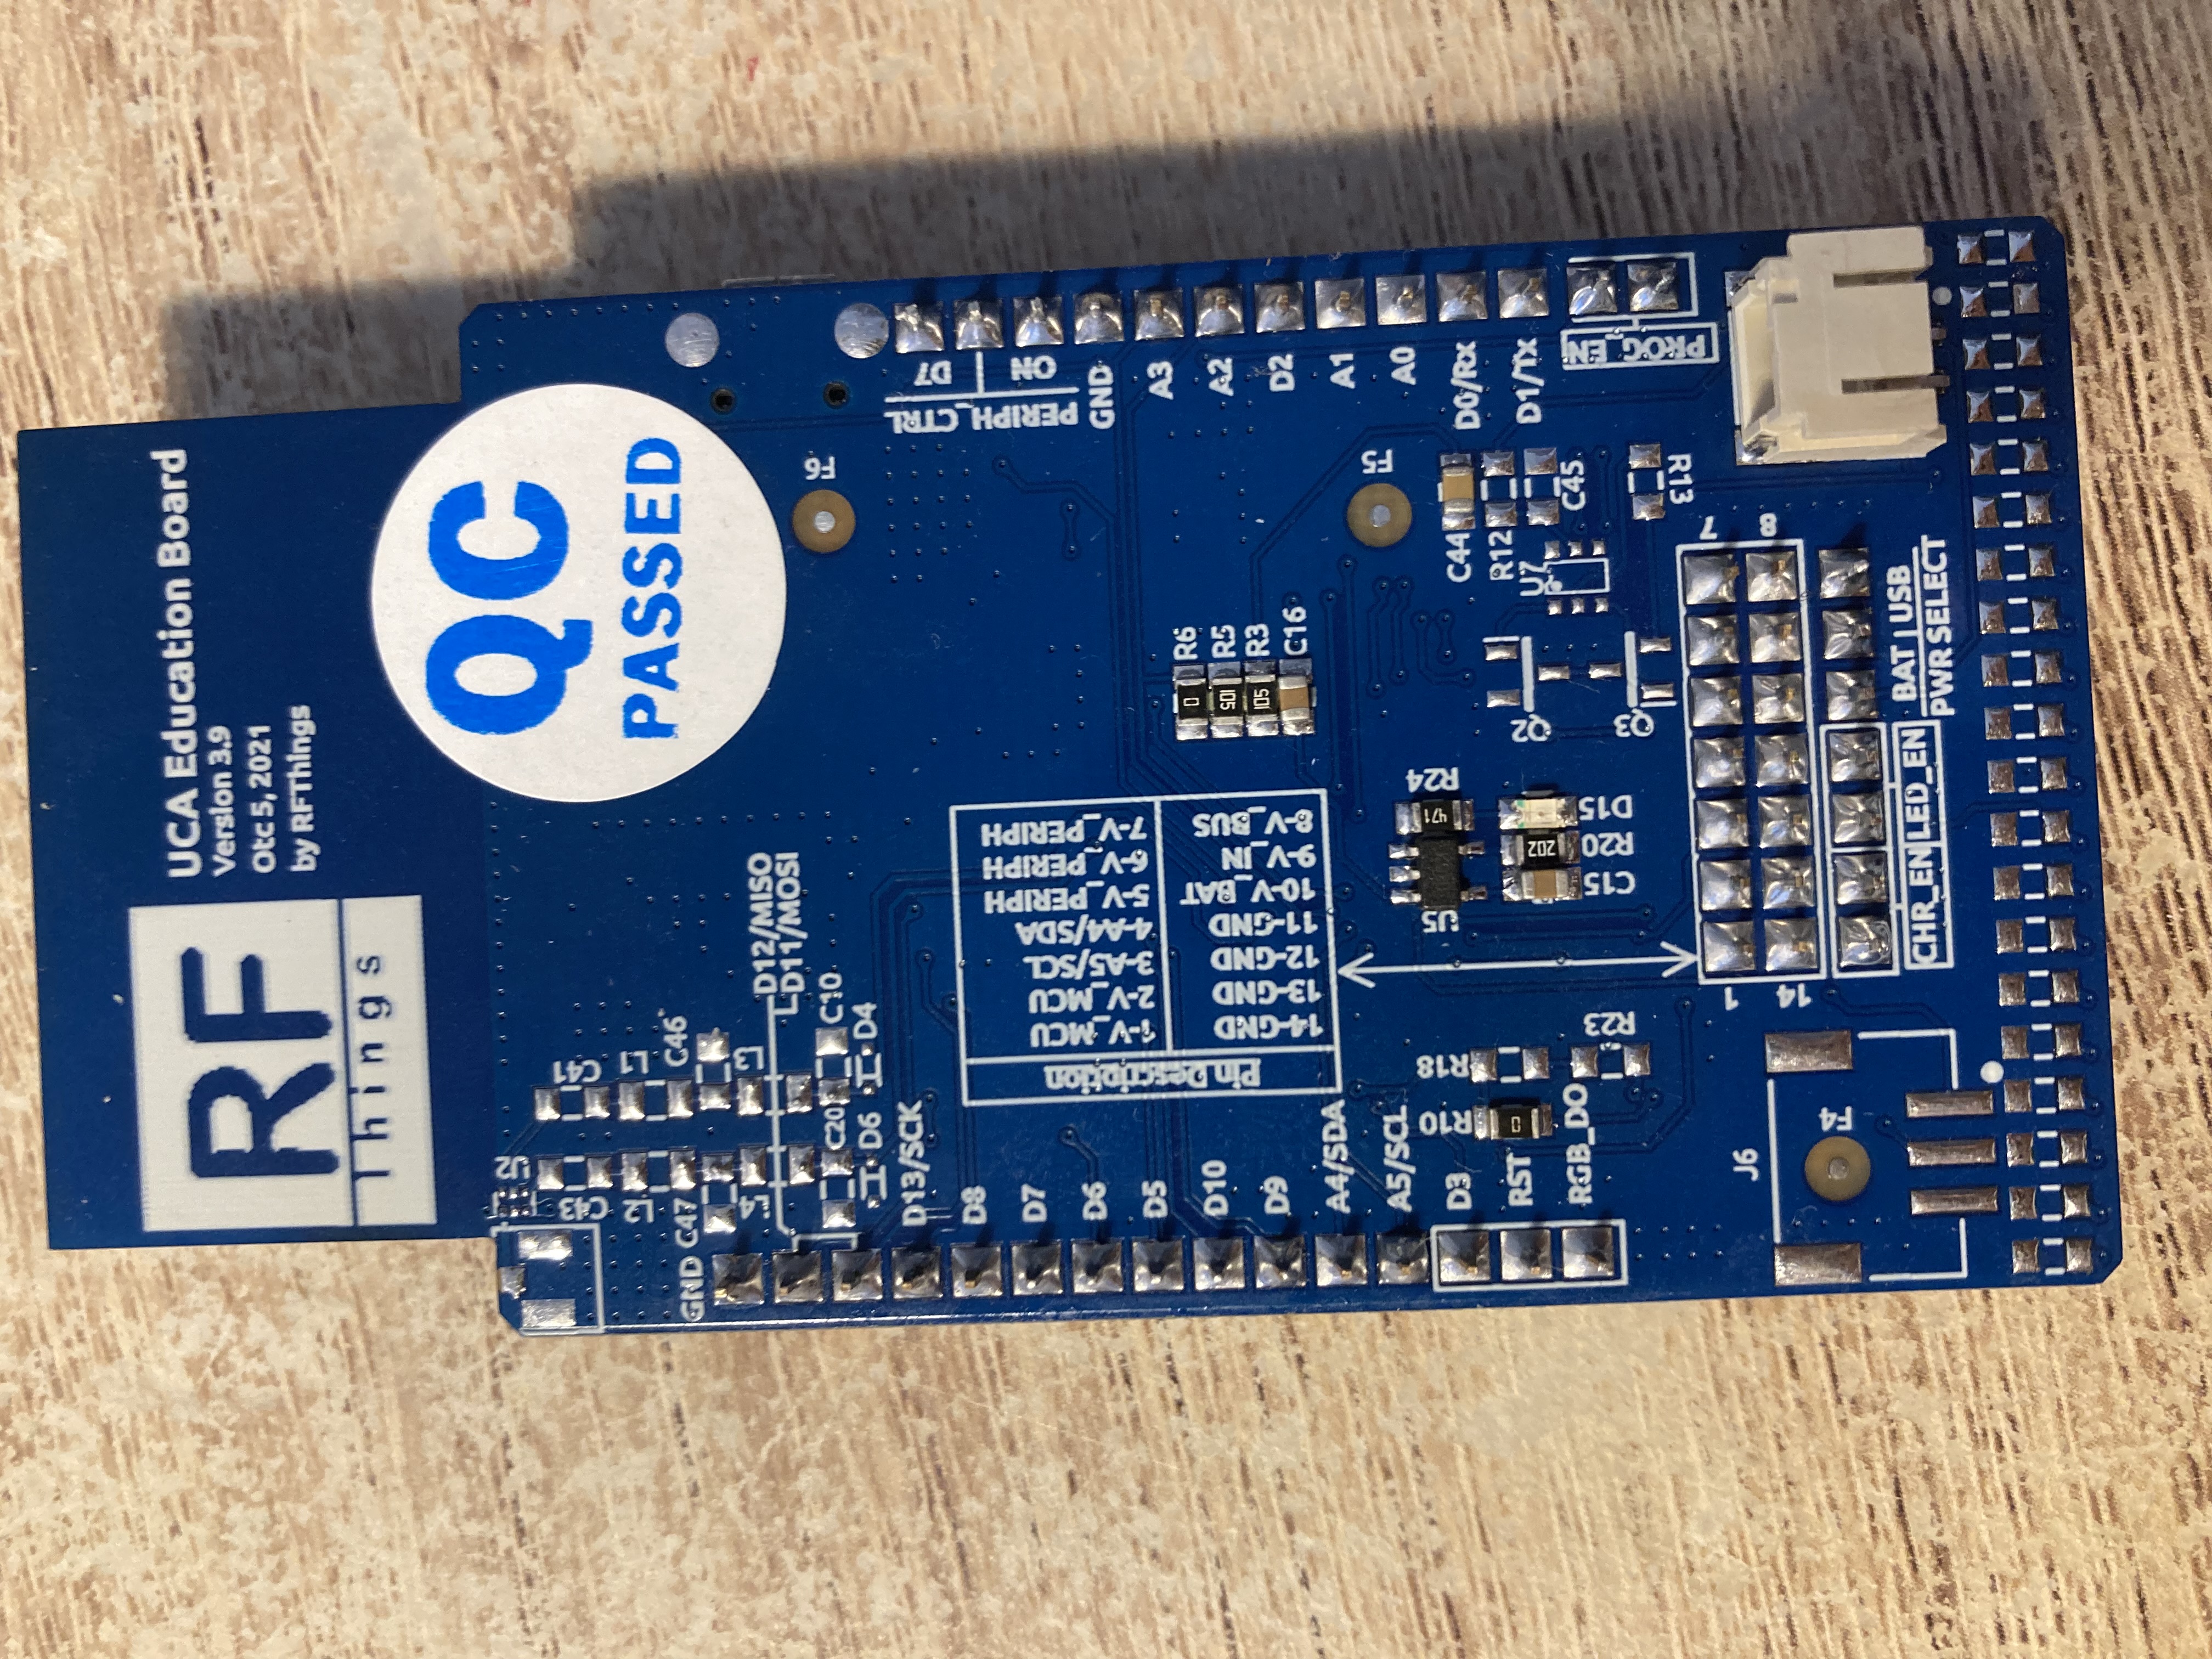 RF
Things
UCA Education Board
Version 3.9
Otc 5, 2021
by RFThings
QC
PASSED
U2
C43
C41
L2
L1
GND
C47
C46
L4
L3
D12/MISO
D11/MOSI
C20
C10
D6
D4
F6
D13/SCK
D8
D7
D6
D5
D10
D9
A4/SDA
A5/SCL
D3
RST
RGB_DO
Pin Description
1-V_MCU
2-V_MCU
3-A5/SCL
4-A4/SDA
5-V_PERIPH
6-V_PERIPH
7-V_PERIPH
14-GND
13-GND
12-GND
11-GND
10-V_BAT
9-V_IN
8-V_BUS
PERIPH_CTRL
D7
ON
GND
A3
A2
D2
A1
A0
D0/Rx
D1/Tx
PROG_EN
0
R6
105
R5
105
R3
C16
F5
R10
R18
0
R23
U5
471
R24
C15
202
R20
D15
Q2
Q3
U7
C44
R12
C45
R13
1
7
14
8
J6
F4
CHR_EN
LED_EN
BAT | USB
PWR SELECT